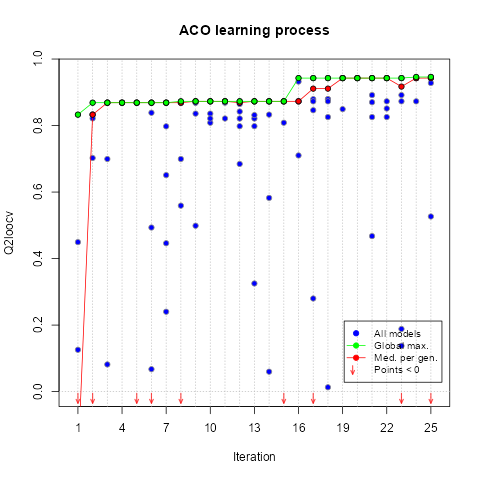 ACO learning process
Q2loocv
1.0
0.8
0.6
0.4
0.2
0.0
All models
Global max.
Med. per gen.
Points < 0
1 4 7 10 13 16 19 22 25
Iteration